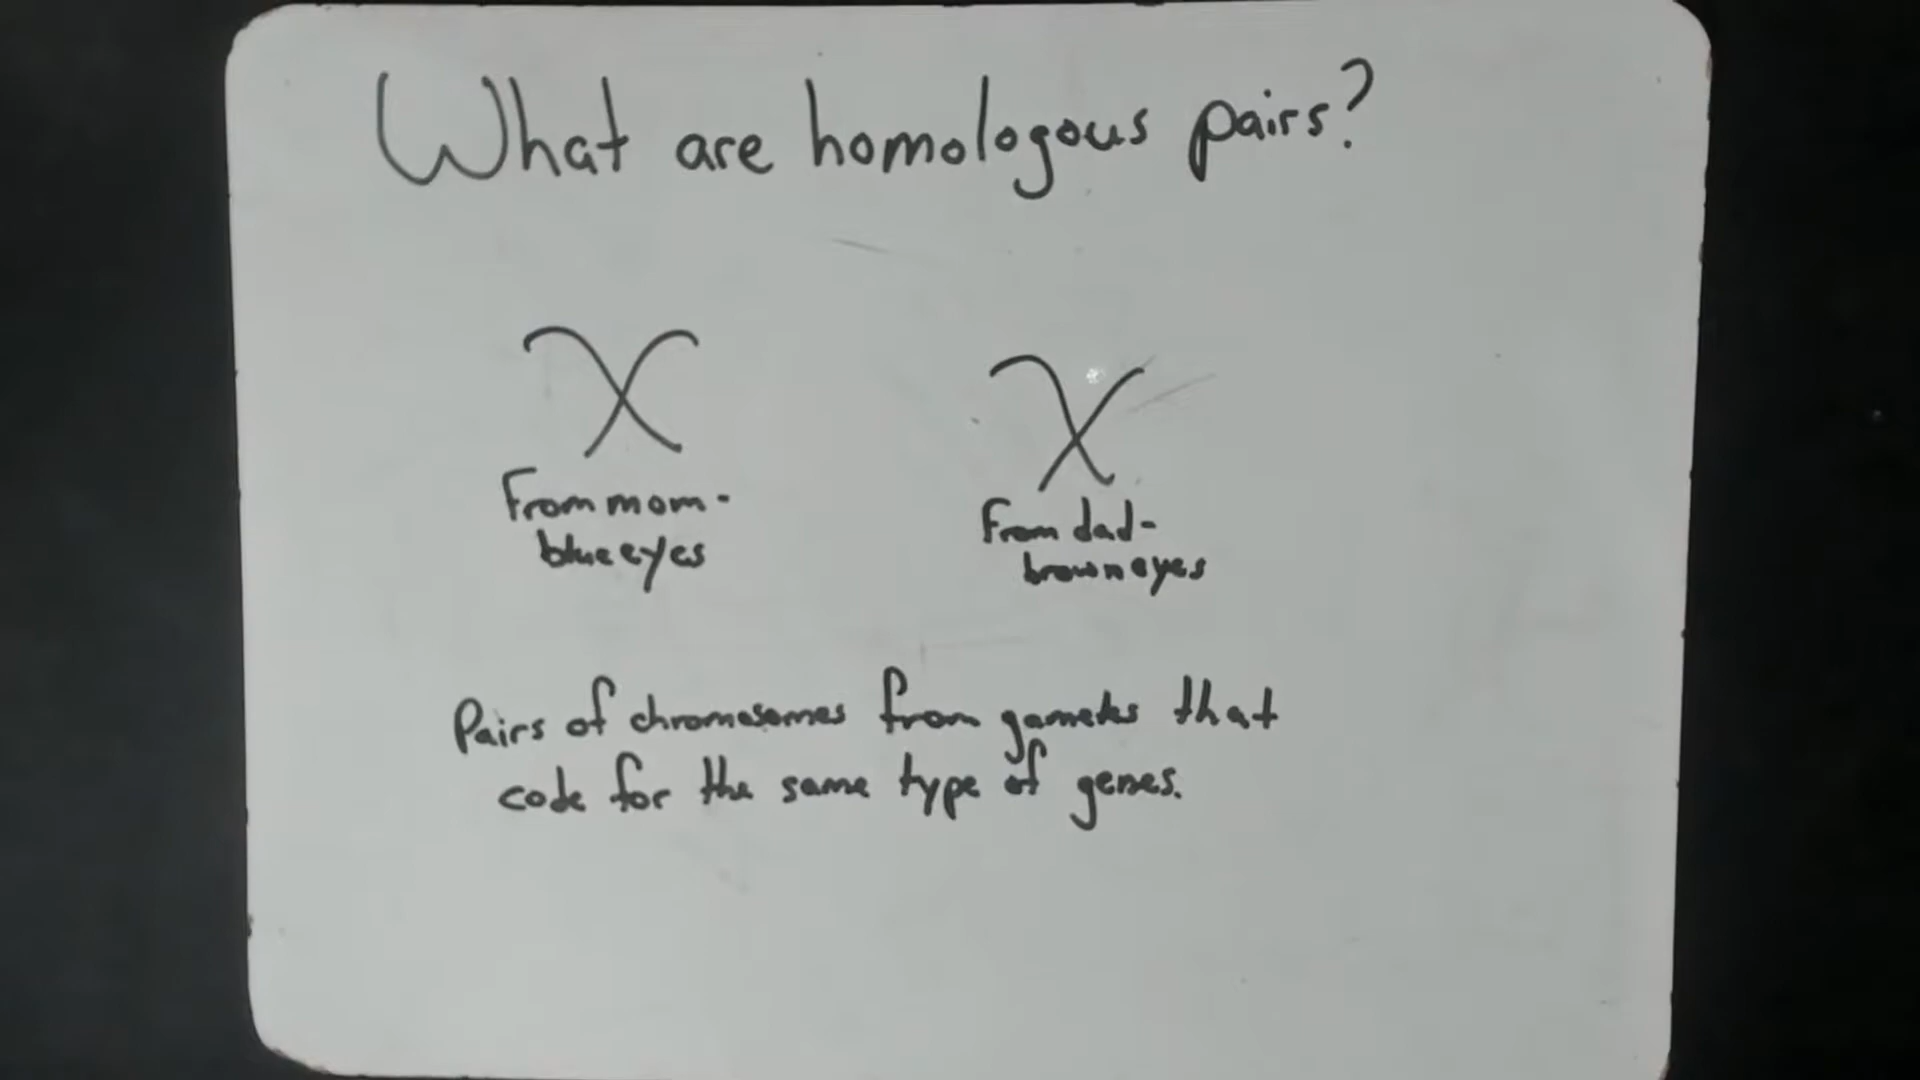 What are homologous pairs?
From mom-
blue eyes
From dad-
brown eyes
Pairs of chromosomes from gametes that
code for the same type of genes.